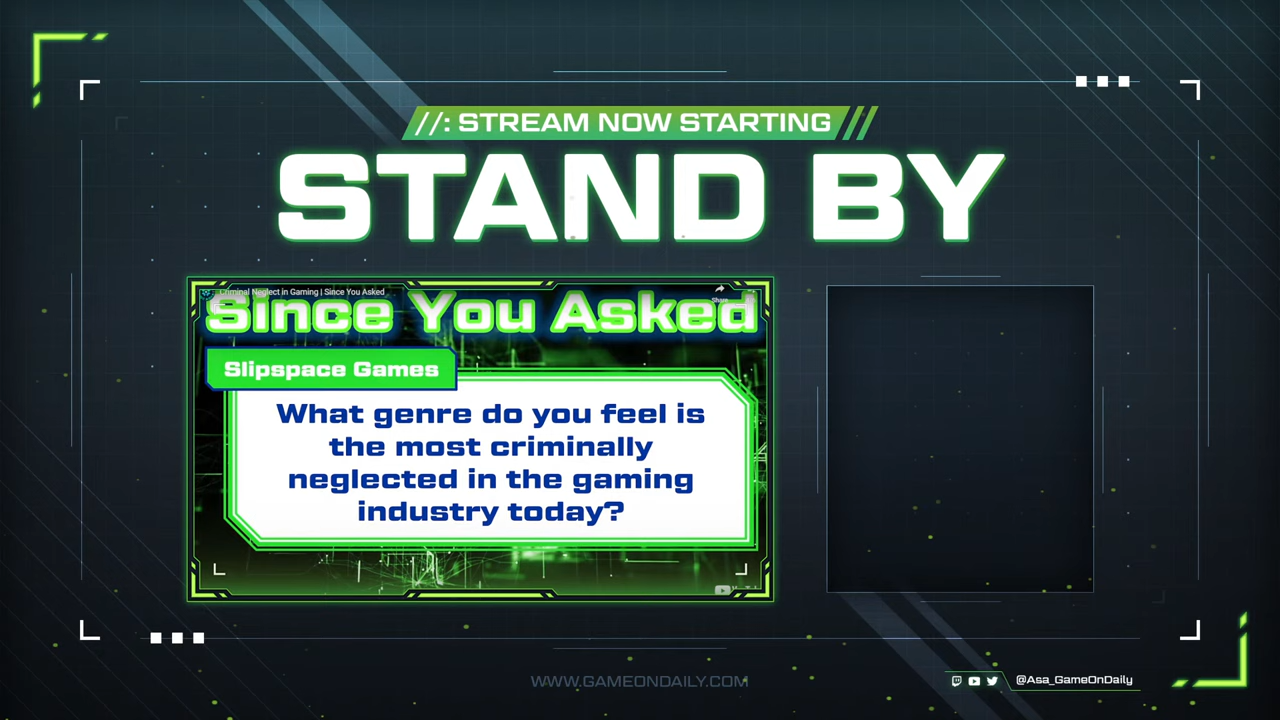 //: STREAM NOW STARTING
STAND BY
Criminal Neglect in Gaming | Since You Asked
Share
Since You Asked
Slipspace Games
What genre do you feel is
the most criminally
neglected in the gaming
industry today?
WWW.GAMEONDAILY.COM
@Asa_GameOnDaily